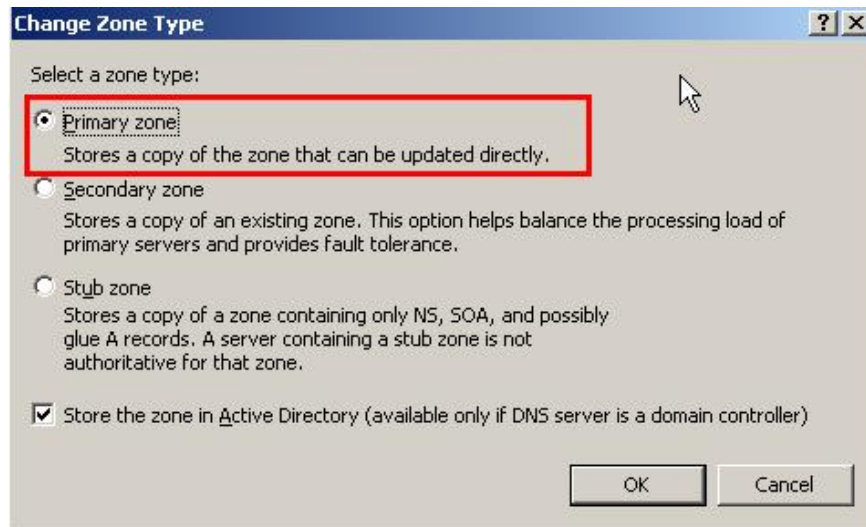 Change Zone Type
Select a zone type:
Primary zone
Stores a copy of the zone that can be updated directly.
Secondary zone
Stores a copy of an existing zone. This option helps balance the processing load of
primary servers and provides fault tolerance.
Stub zone
Stores a copy of a zone containing only NS, SOA, and possibly
glue A records. A server containing a stub zone is not
authoritative for that zone.
Store the zone in Active Directory (available only if DNS server is a domain controller)
OK Cancel